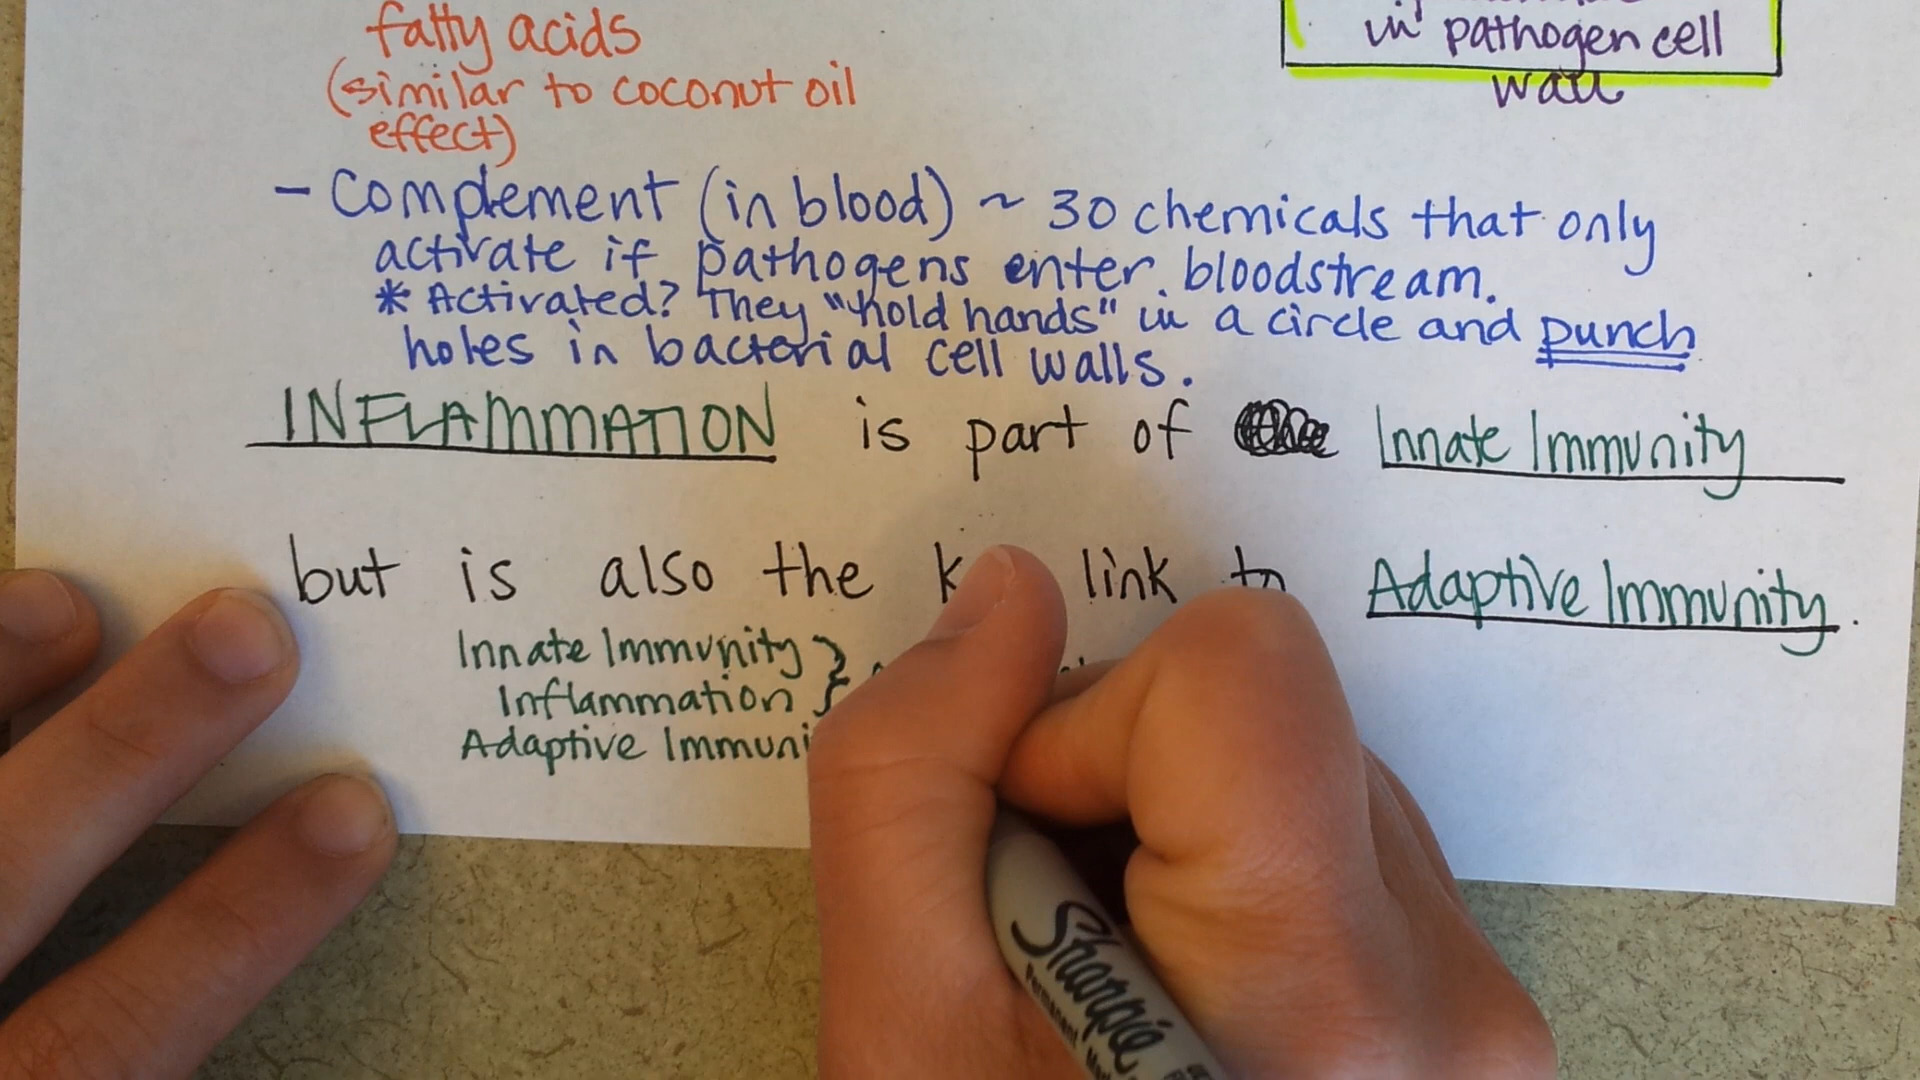 fatty acids
(similar to coconut oil
effect)
in pathogen cell
wall
- Complement (in blood) ~ 30 chemicals that only
activate if pathogens enter bloodstream.
* Activated? They "hold hands" in a circle and punch
holes in bacterial cell walls.
INFLAMMATION is part of Innate Immunity
but is also the link to Adaptive Immunity.
Innate Immunity }
Inflammation }
Adaptive Immuni
Sharpie